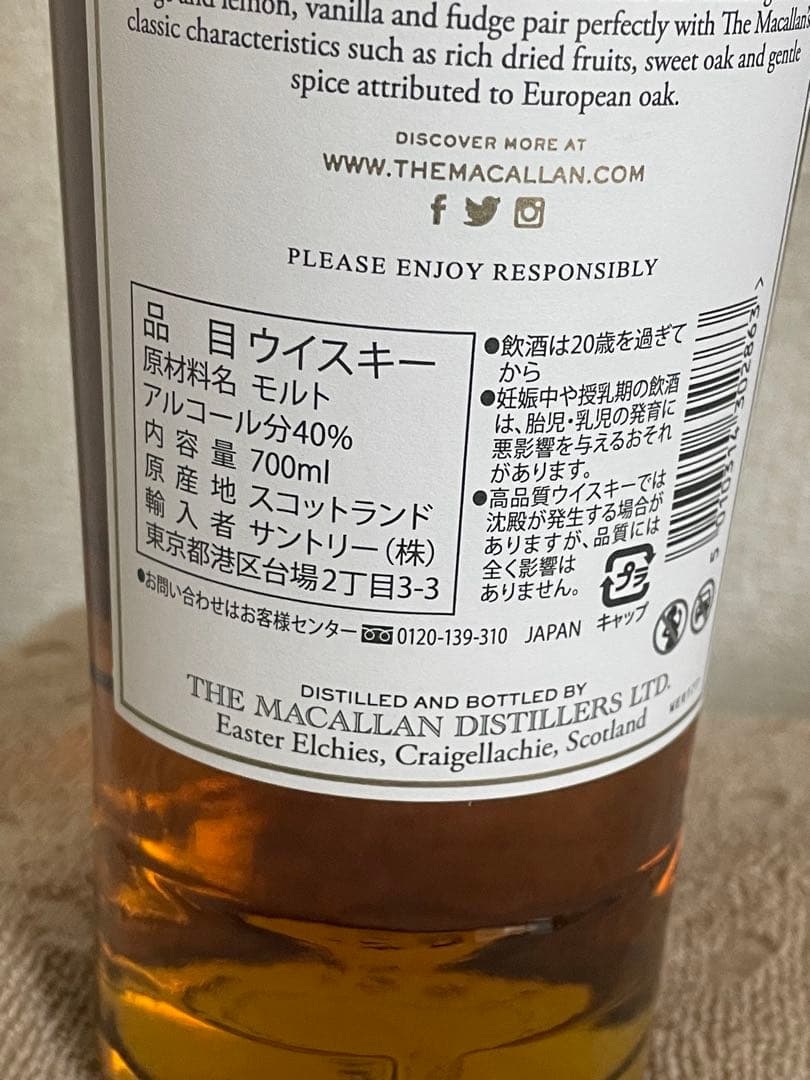 lemon, vanilla and fudge pair perfectly with The Macallan's
classic characteristics such as rich dried fruits, sweet oak and gentle
spice attributed to European oak.
DISCOVER MORE AT
WWW.THEMACALLAN.COM
PLEASE ENJOY RESPONSIBLY
品 目 ウイスキー
原材料名 モルト
アルコール分40%
内容量 700ml
原産地 スコットランド
輸入者 サントリー(株)
東京都港区台場2丁目3-3
●飲酒は20歳を過ぎて
から
●妊娠中や授乳期の飲酒
は、胎児・乳児の発育に
悪影響を与えるおそれ
があります。
●高品質ウイスキーでは
沈殿が発生する場合が
ありますが、品質には
全く影響は
ありません。
プラ
キャップ
●お問い合わせはお客様センター 0120-139-310 JAPAN
5 010314 302863 >
DISTILLED AND BOTTLED BY
THE MACALLAN DISTILLERS LTD.
Easter Elchies, Craigellachie, Scotland